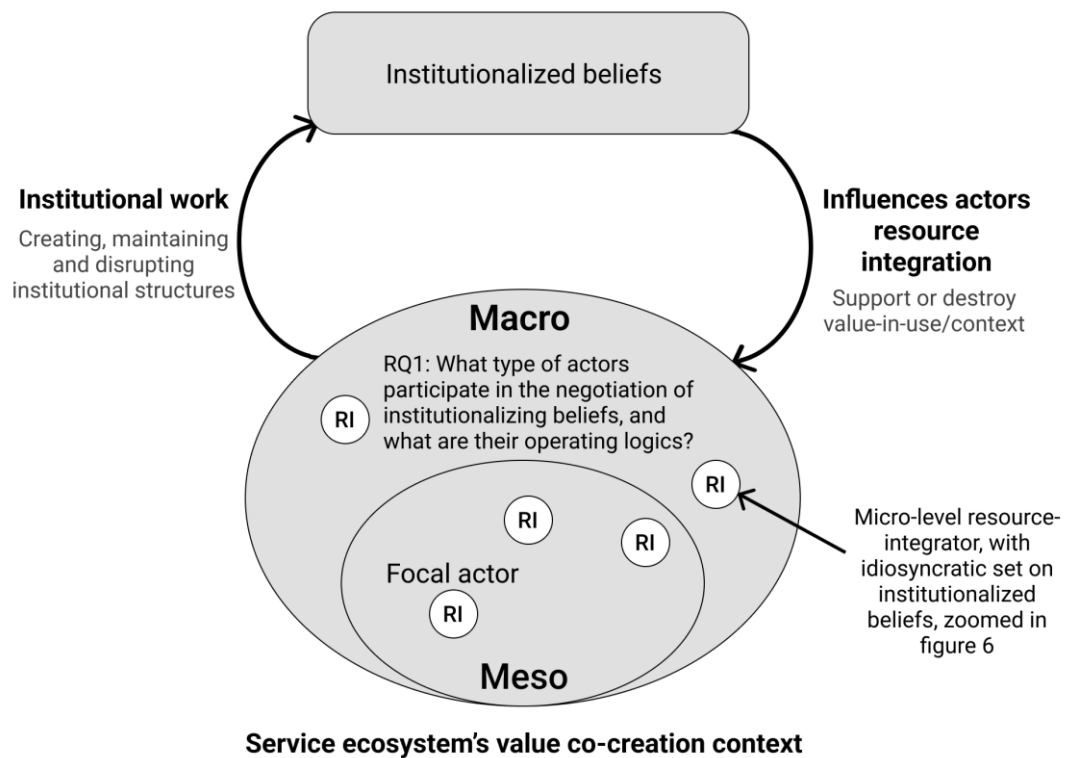 Institutionalized beliefs
Institutional work
Creating, maintaining
and disrupting
institutional structures
Influences actors
resource
integration
Support or destroy
value-in-use/context
Macro
RQ1: What type of actors
participate in the negotiation of
institutionalizing beliefs, and
what are their operating logics?
RI
RI
RI
RI
Focal actor
RI
Meso
Micro-level resource-
integrator, with
idiosyncratic set on
institutionalized
beliefs, zoomed in
figure 6
Service ecosystem's value co-creation context